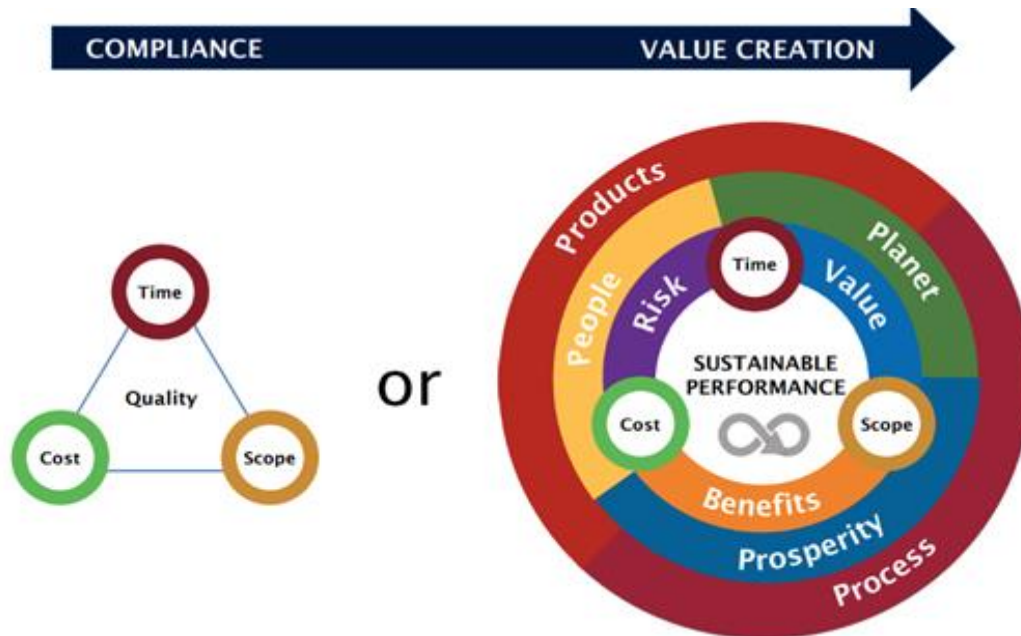 COMPLIANCE
VALUE CREATION
Time
Quality
Cost
Scope
or
Products
People
Planet
Risk
Time
Value
SUSTAINABLE
PERFORMANCE
Cost
Scope
Benefits
Prosperity
Process